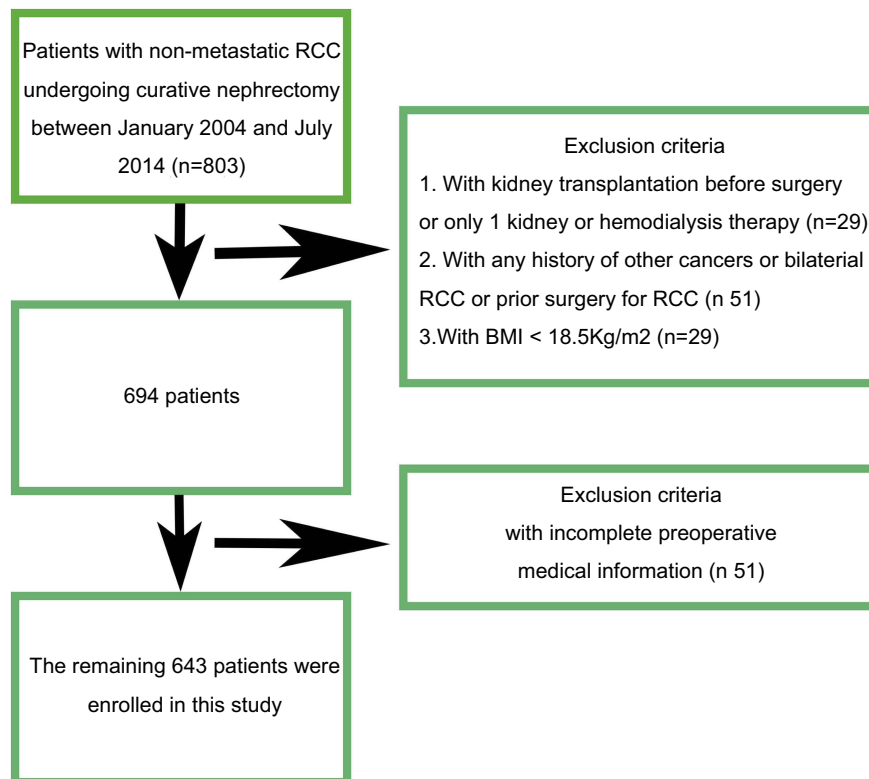 Patients with non-metastatic RCC
undergoing curative nephrectomy
between January 2004 and July
2014 (n=803)
Exclusion criteria
1. With kidney transplantation before surgery
or only 1 kidney or hemodialysis therapy (n=29)
2. With any history of other cancers or bilaterial
RCC or prior surgery for RCC (n 51)
3.With BMI < 18.5Kg/m2 (n=29)
694 patients
Exclusion criteria
with incomplete preoperative
medical information (n 51)
The remaining 643 patients were
enrolled in this study